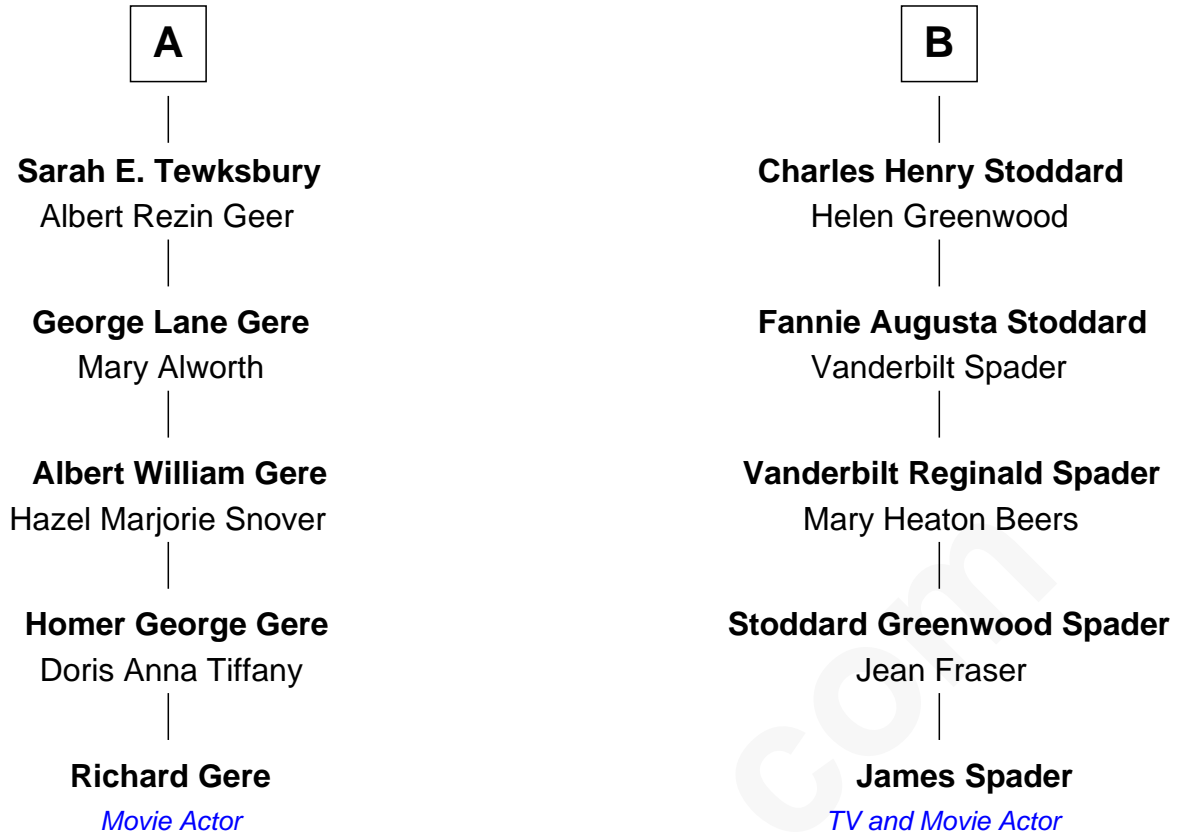 A
Sarah E. Tewksbury
Albert Rezin Geer
George Lane Gere
Mary Alworth
Albert William Gere
Hazel Marjorie Snover
Homer George Gere
Doris Anna Tiffany
Richard Gere
Movie Actor
B
Charles Henry Stoddard
Helen Greenwood
Fannie Augusta Stoddard
Vanderbilt Spader
Vanderbilt Reginald Spader
Mary Heaton Beers
Stoddard Greenwood Spader
Jean Fraser
James Spader
TV and Movie Actor
com